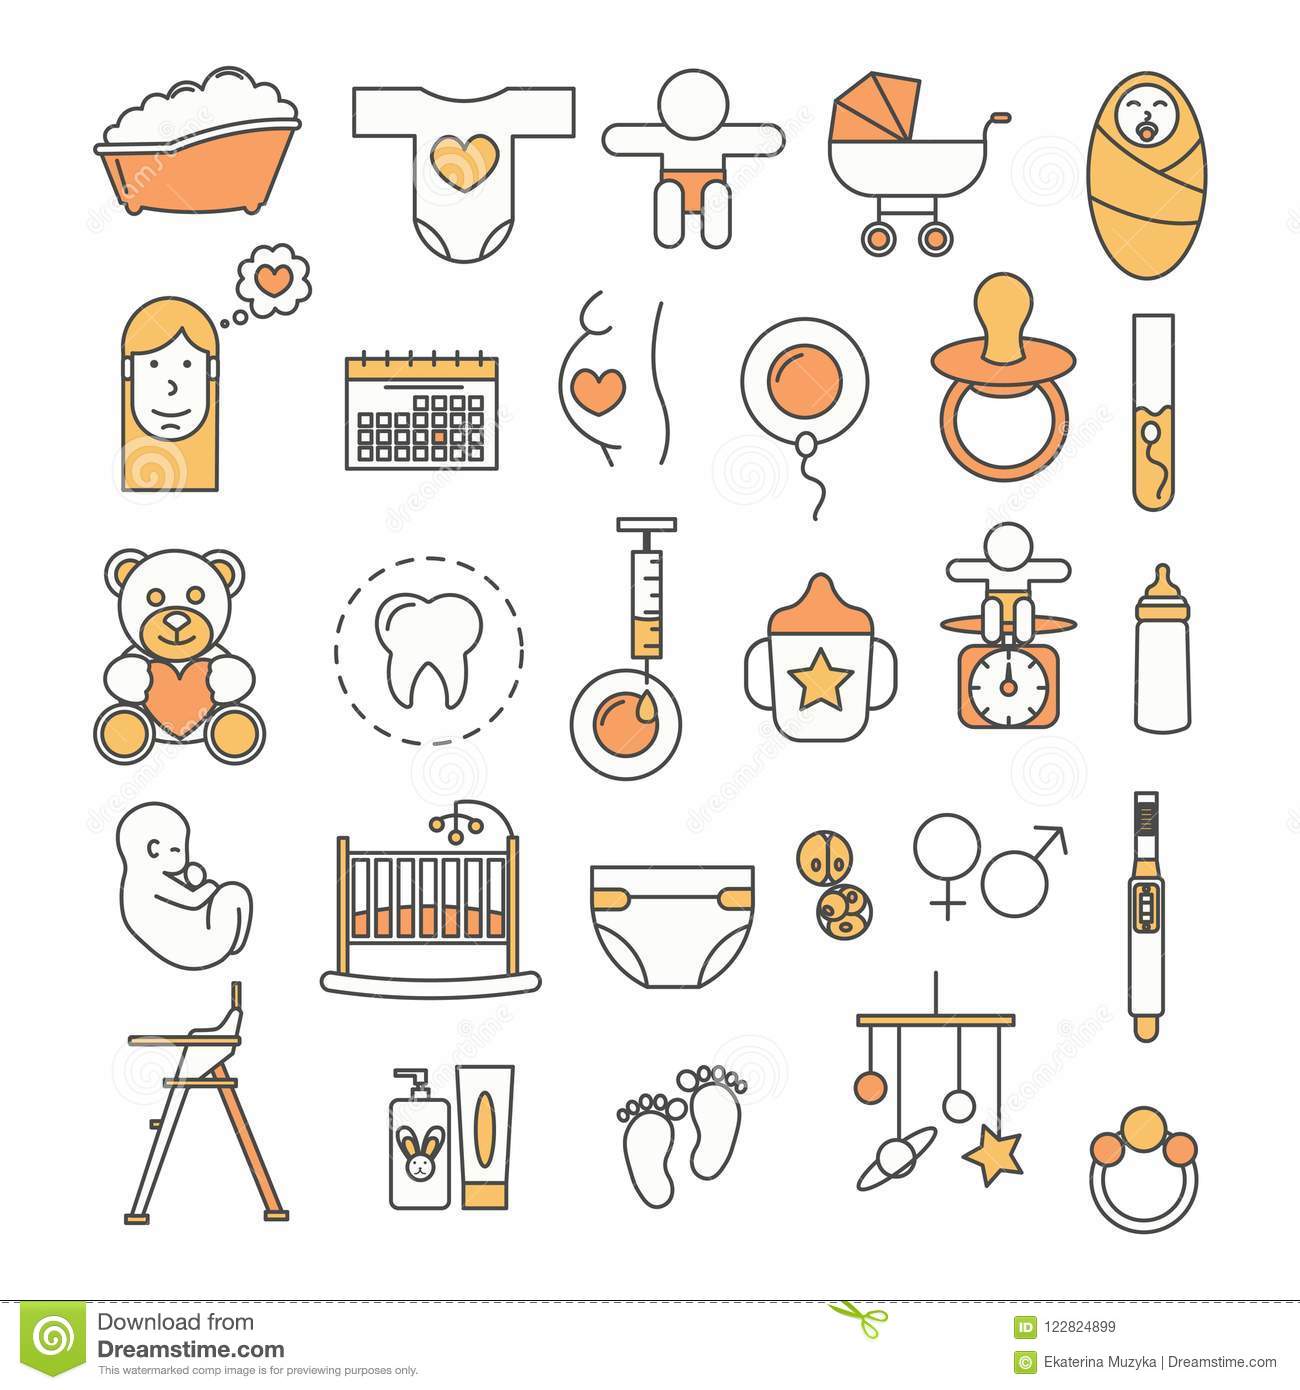 Download from
Dreamstime.com
This watermarked comp image is for previewing purposes only.
ID 122824899
© Ekaterina Muzyka | Dreamstime.com